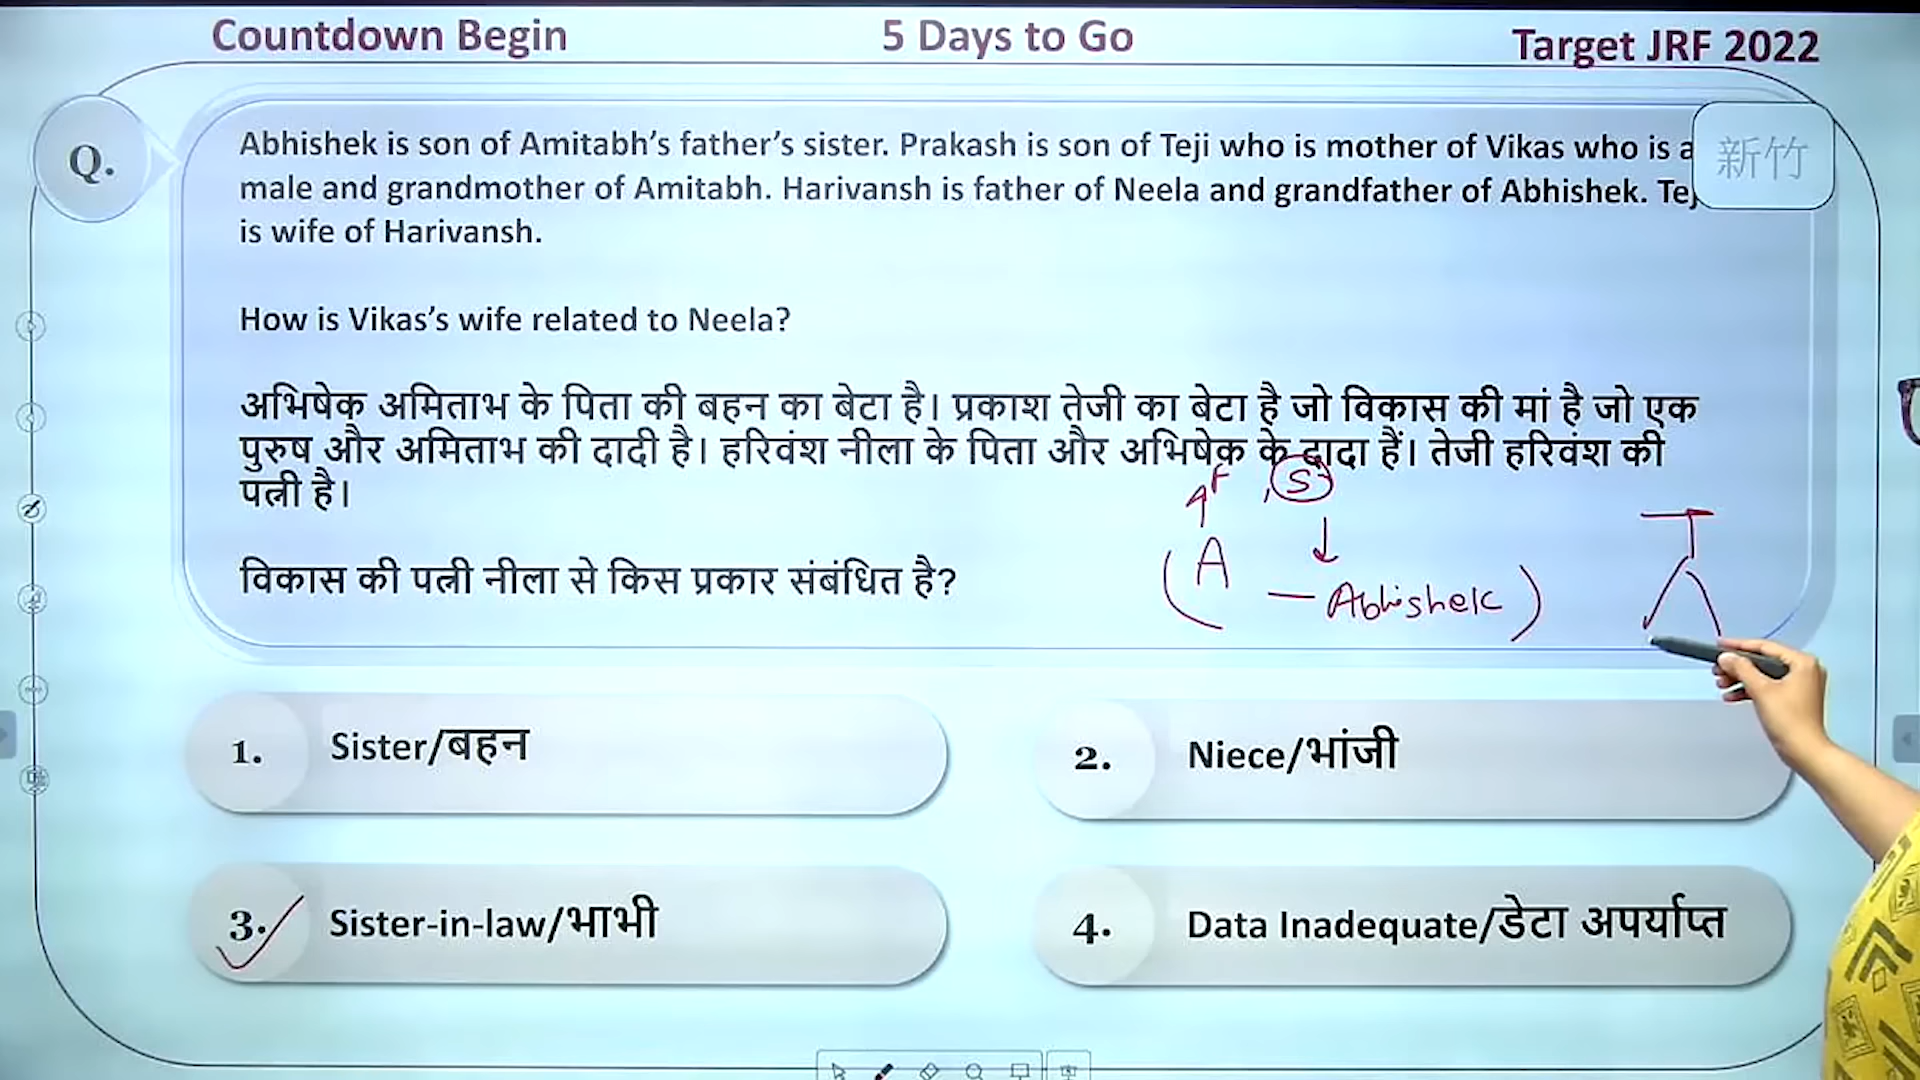 Countdown Begin
5 Days to Go
Target JRF 2022
Q.
Abhishek is son of Amitabh's father's sister. Prakash is son of Teji who is mother of Vikas who is a
新竹
male and grandmother of Amitabh. Harivansh is father of Neela and grandfather of Abhishek. Tej
is wife of Harivansh.
How is Vikas's wife related to Neela?
अभिषेक अमिताभ के पिता की बहन का बेटा है। प्रकाश तेजी का बेटा है जो विकास की मां है जो एक
पुरुष और अमिताभ की दादी है। हरिवंश नीला के पिता और अभिषेक के दादा हैं। तेजी हरिवंश की
पत्नी है।
F , S
A
— Abhishek
T
विकास की पत्नी नीला से किस प्रकार संबंधित है?
1. Sister/बहन
2. Niece/भांजी
3. Sister-in-law/भाभी
4. Data Inadequate/डेटा अपर्याप्त